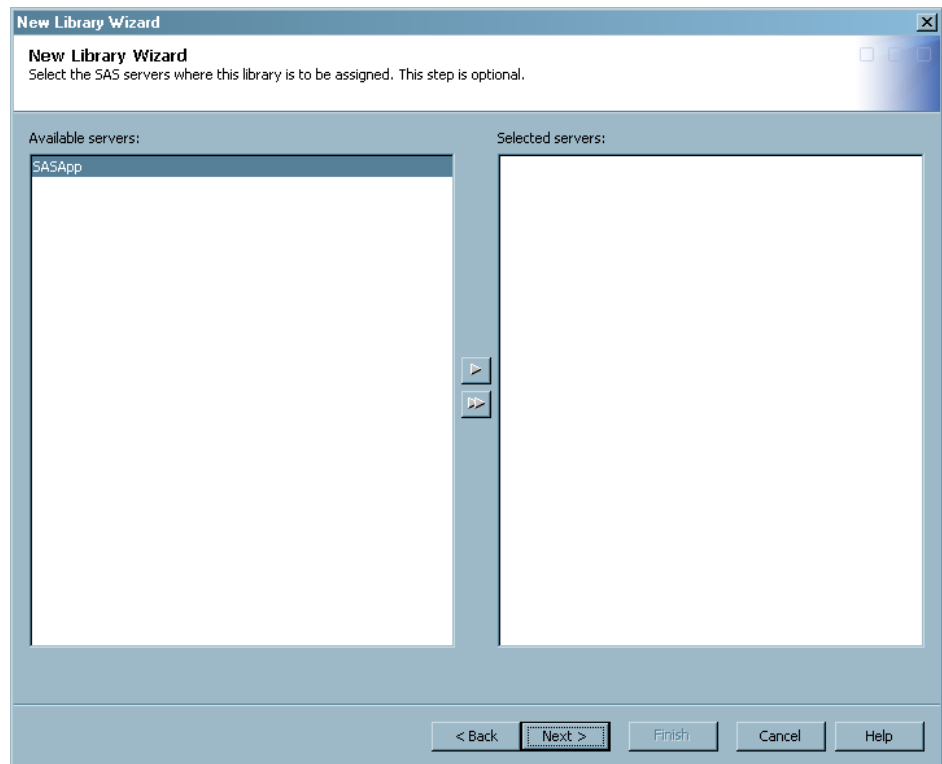 New Library Wizard
New Library Wizard
Select the SAS servers where this library is to be assigned. This step is optional.
Available servers:
Selected servers:
SASApp
< Back
Next >
Finish
Cancel
Help